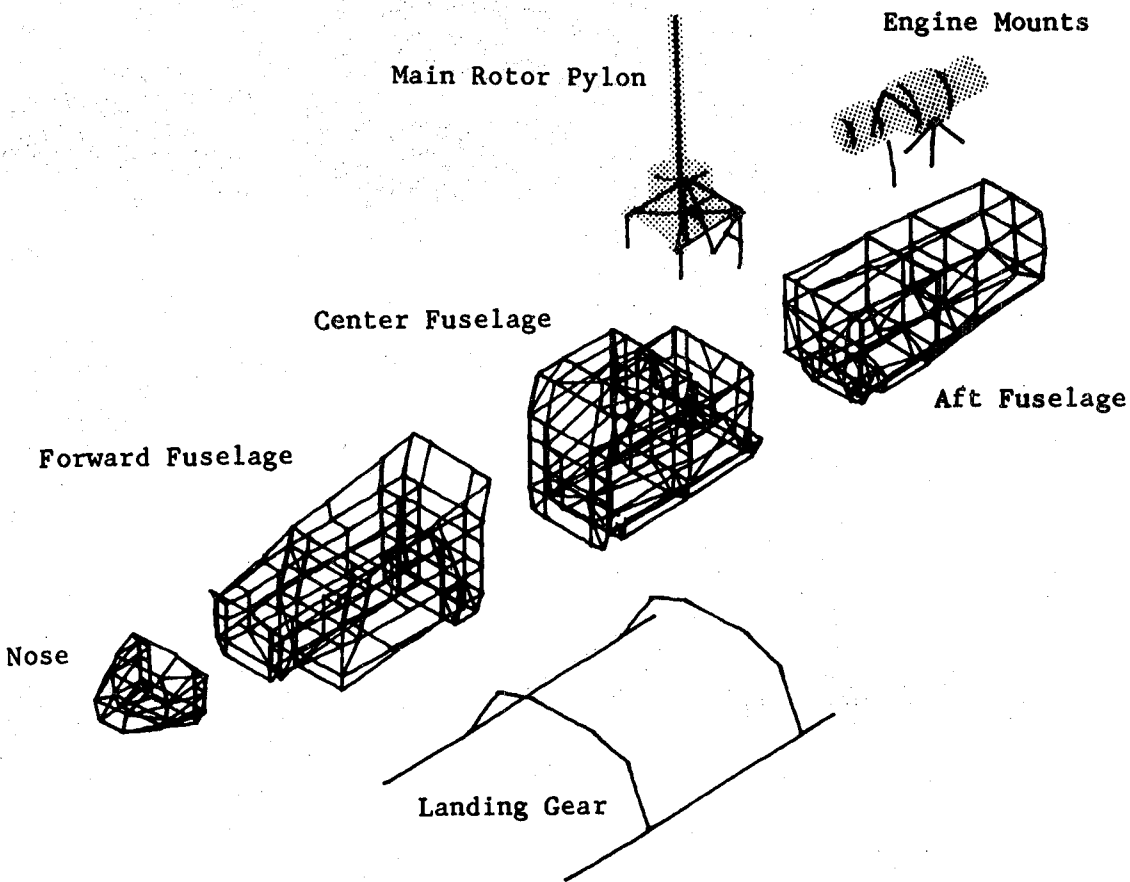 Engine Mounts
Main Rotor Pylon
Center Fuselage
Aft Fuselage
Forward Fuselage
Nose
Landing Gear